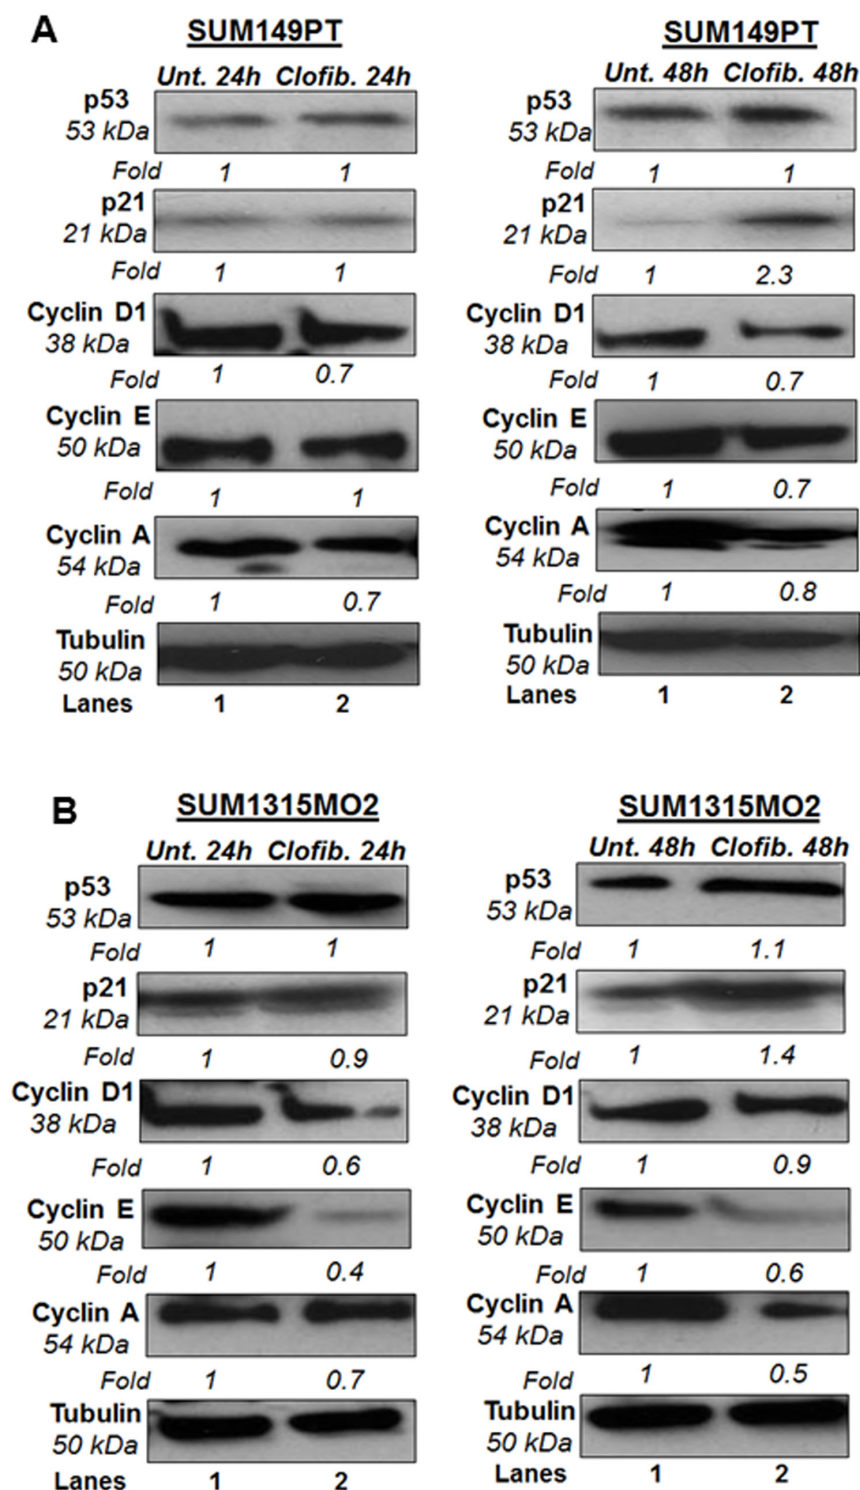 A
SUM149PT
Unt. 24h Clofib. 24h
p53
53 kDa
Fold 1 1
p21
21 kDa
Fold 1 1
Cyclin D1
38 kDa
Fold 1 0.7
Cyclin E
50 kDa
Fold 1 1
Cyclin A
54 kDa
Fold 1 0.7
Tubulin
50 kDa
Lanes 1 2
SUM149PT
Unt. 48h Clofib. 48h
p53
53 kDa
Fold 1 1
p21
21 kDa
Fold 1 2.3
Cyclin D1
38 kDa
Fold 1 0.7
Cyclin E
50 kDa
Fold 1 0.7
Cyclin A
54 kDa
Fold 1 0.8
Tubulin
50 kDa
Lanes 1 2
B
SUM1315MO2
Unt. 24h Clofib. 24h
p53
53 kDa
Fold 1 1
p21
21 kDa
Fold 1 0.9
Cyclin D1
38 kDa
Fold 1 0.6
Cyclin E
50 kDa
Fold 1 0.4
Cyclin A
54 kDa
Fold 1 0.7
Tubulin
50 kDa
Lanes 1 2
SUM1315MO2
Unt. 48h Clofib. 48h
p53
53 kDa
Fold 1 1.1
p21
21 kDa
Fold 1 1.4
Cyclin D1
38 kDa
Fold 1 0.9
Cyclin E
50 kDa
Fold 1 0.6
Cyclin A
54 kDa
Fold 1 0.5
Tubulin
50 kDa
Lanes 1 2